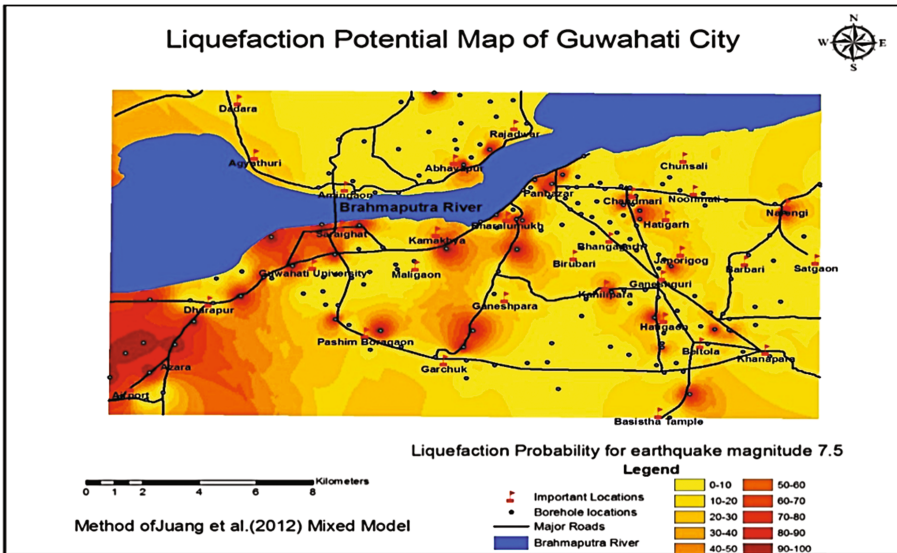 Liquefaction Potential Map of Guwahati City
N
W
E
S
Dadara
Rajadwar
Agyathuri
Abhayapur
Chunsali
Amingaon
Panbazar
Chandmari
Noonmati
Brahmaputra River
Narengi
Bharalumukh
Hatigarh
Saraighat
Kamakhya
Bhangagarh
Birubari
Japorigog
Guwahati University
Maligaon
Barbari
Satgaon
Ganeshguri
Kahilipara
Ganeshpara
Dharapur
Hatigaon
Pashim Boragaon
Beltola
Khanapara
Garchuk
Azara
Airport
Basistha Tample
Liquefaction Probability for earthquake magnitude 7.5
Legend
Kilometers
0 1 2 4 6 8
Important Locations
Borehole locations
Major Roads
Brahmaputra River
0-10
10-20
20-30
30-40
40-50
50-60
60-70
70-80
80-90
90-100
Method ofJuang et al.(2012) Mixed Model